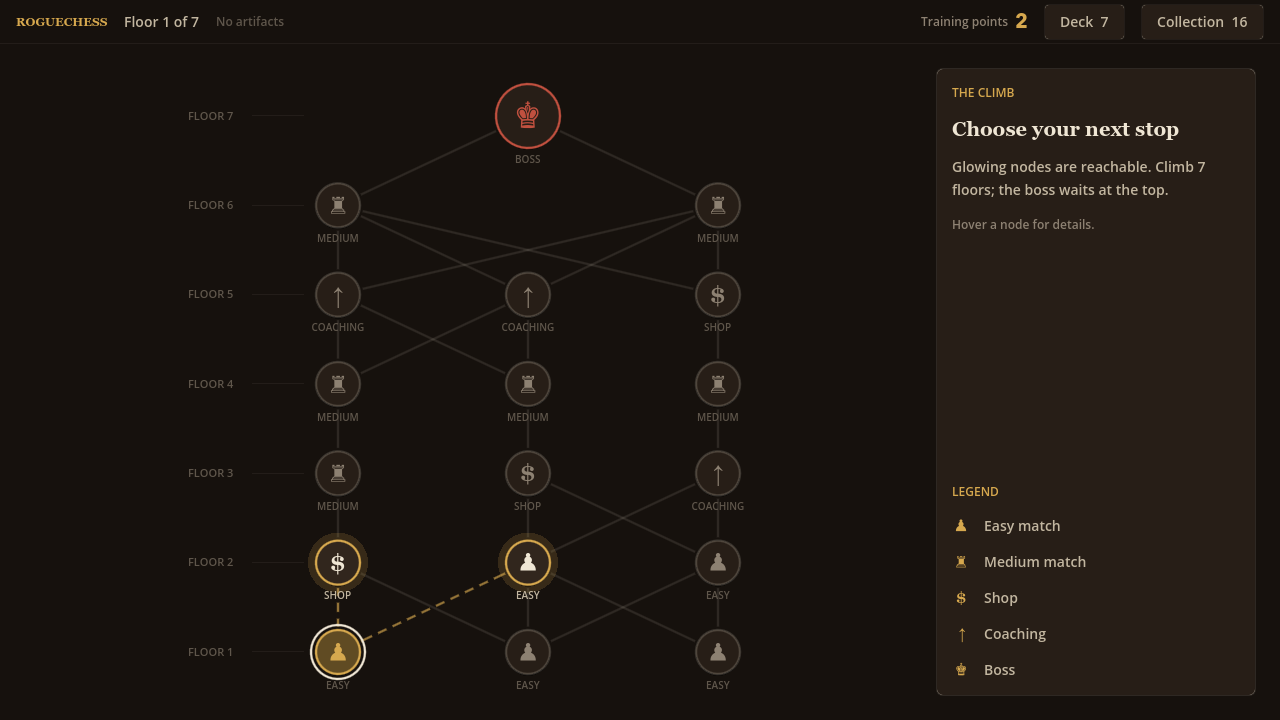 ROGUECHESS Floor 1 of 7 No artifacts Training points 2 Deck 7 Collection 16
FLOOR 7
BOSS
FLOOR 6
MEDIUM MEDIUM
FLOOR 5
$
COACHING COACHING SHOP
FLOOR 4
MEDIUM MEDIUM MEDIUM
FLOOR 3
$
MEDIUM SHOP COACHING
FLOOR 2
$
SHOP EASY EASY
FLOOR 1
EASY EASY EASY
THE CLIMB
Choose your next stop
Glowing nodes are reachable. Climb 7
floors; the boss waits at the top.
Hover a node for details.
LEGEND
Easy match
Medium match
$ Shop
↑ Coaching
Boss